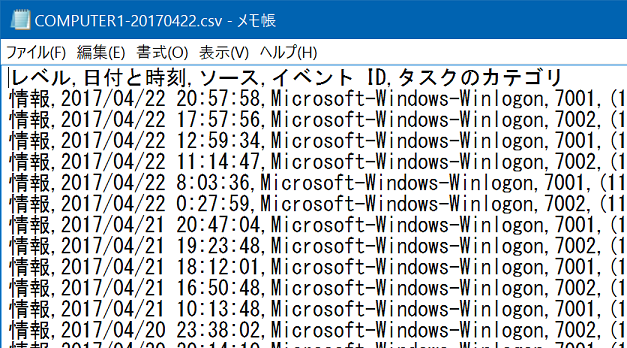 COMPUTER1-20170422.csv - メモ帳
ファイル(F) 編集(E) 書式(O) 表示(V) ヘルプ(H)
レベル,日付と時刻,ソース,イベント ID,タスクのカテゴリ
情報,2017/04/22 20:57:58,Microsoft-Windows-Winlogon,7001,(1
情報,2017/04/22 17:57:56,Microsoft-Windows-Winlogon,7002,(1
情報,2017/04/22 12:59:34,Microsoft-Windows-Winlogon,7001,(1
情報,2017/04/22 11:14:47,Microsoft-Windows-Winlogon,7002,(1
情報,2017/04/22 8:03:36,Microsoft-Windows-Winlogon,7001,(11
情報,2017/04/22 0:27:59,Microsoft-Windows-Winlogon,7002,(11
情報,2017/04/21 20:47:04,Microsoft-Windows-Winlogon,7001,(1
情報,2017/04/21 19:23:48,Microsoft-Windows-Winlogon,7002,(1
情報,2017/04/21 18:12:01,Microsoft-Windows-Winlogon,7001,(1
情報,2017/04/21 16:50:48,Microsoft-Windows-Winlogon,7002,(1
情報,2017/04/21 10:13:48,Microsoft-Windows-Winlogon,7001,(1
情報,2017/04/20 23:38:02,Microsoft-Windows-Winlogon,7002,(1